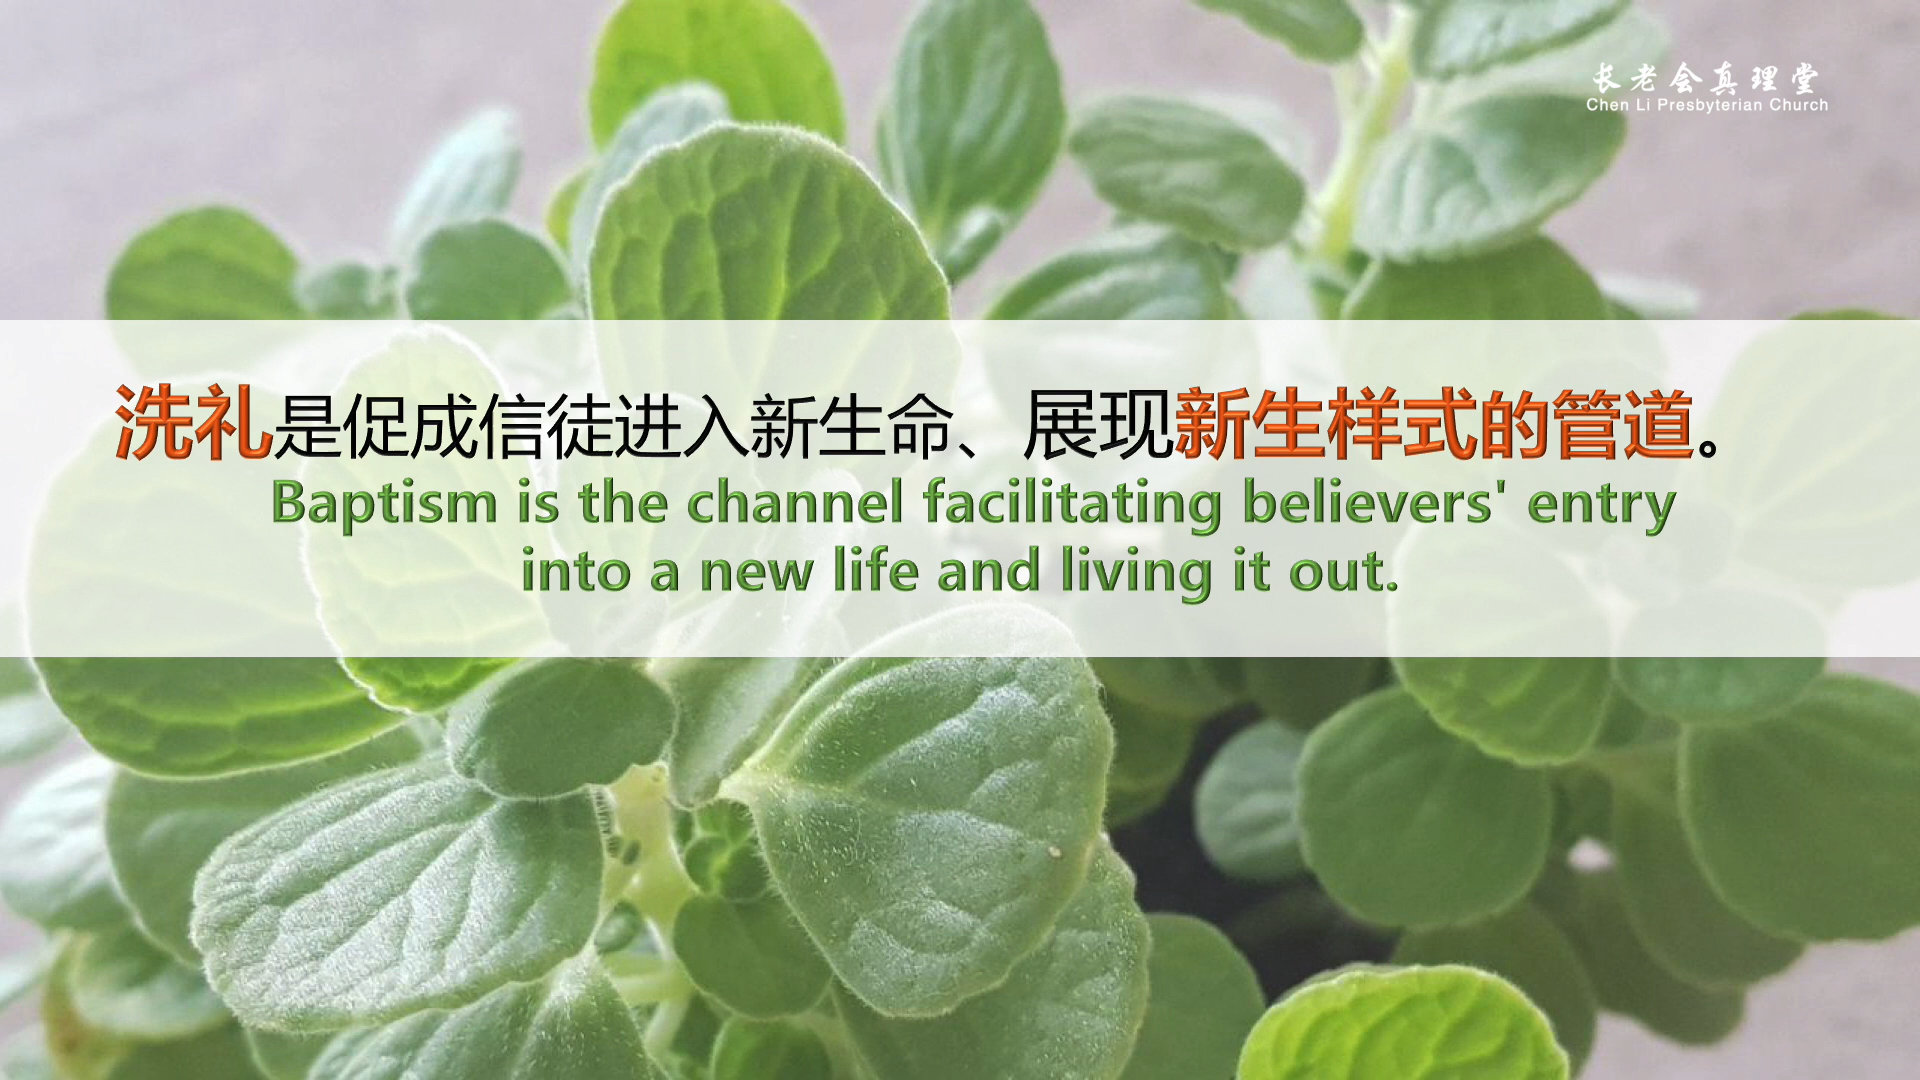 长老会真理堂
Chen Li Presbyterian Church
洗礼是促成信徒进入新生命、展现新生样式的管道。
Baptism is the channel facilitating believers' entry
into a new life and living it out.